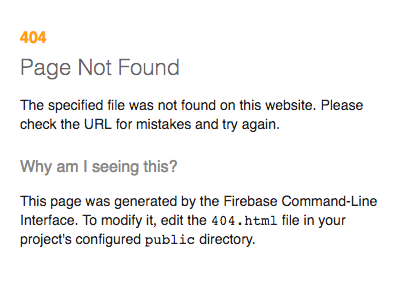 404
Page Not Found
The specified file was not found on this website. Please
check the URL for mistakes and try again.
Why am I seeing this?
This page was generated by the Firebase Command-Line
Interface. To modify it, edit the 404.html file in your
project's configured public directory.